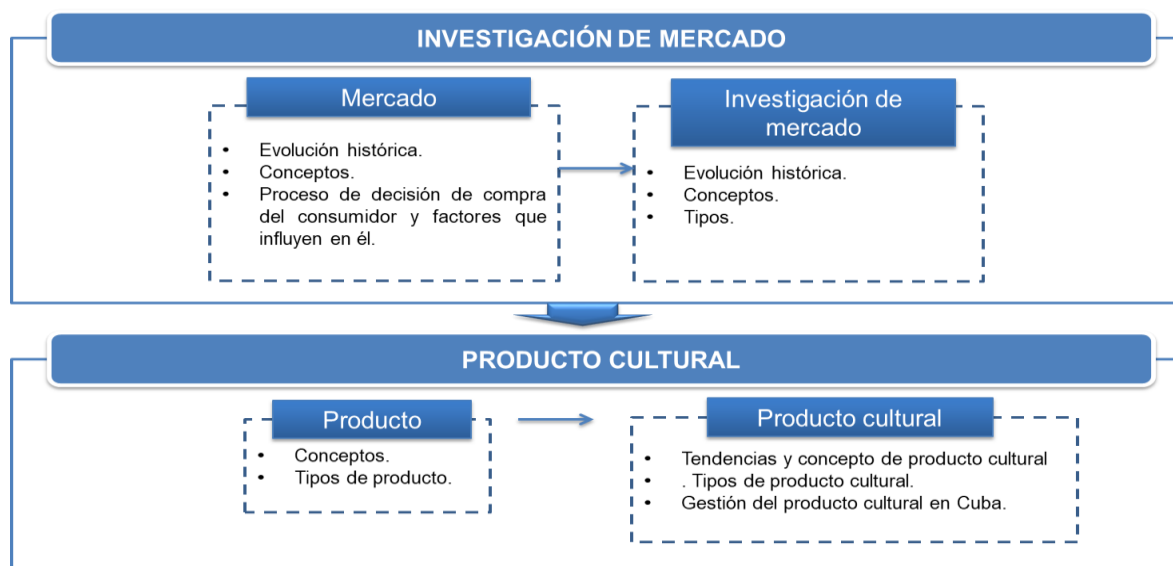 INVESTIGACIÓN DE MERCADO
Mercado
• Evolución histórica.
• Conceptos.
• Proceso de decisión de compra
del consumidor y factores que
influyen en él.
Investigación de
mercado
• Evolución histórica.
• Conceptos.
• Tipos.
PRODUCTO CULTURAL
Producto
• Conceptos.
• Tipos de producto.
Producto cultural
• Tendencias y concepto de producto cultural
• . Tipos de producto cultural.
• Gestión del producto cultural en Cuba.